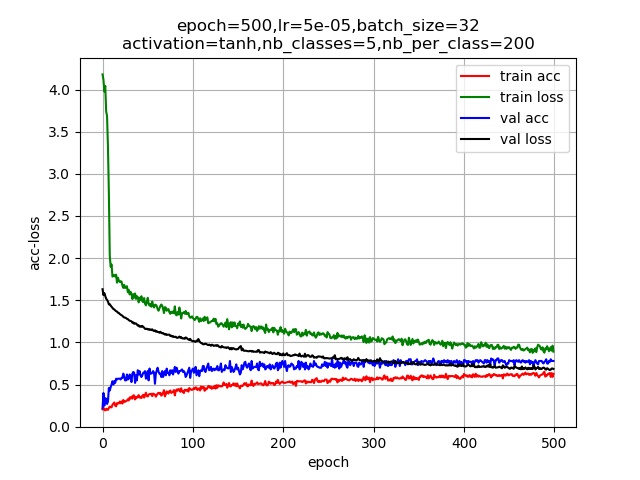 epoch=500,lr=5e-05,batch_size=32
activation=tanh,nb_classes=5,nb_per_class=200
train acc
train loss
val acc
val loss
4.0
3.5
3.0
2.5
2.0
1.5
1.0
0.5
0.0
acc-loss
0 100 200 300 400 500
epoch